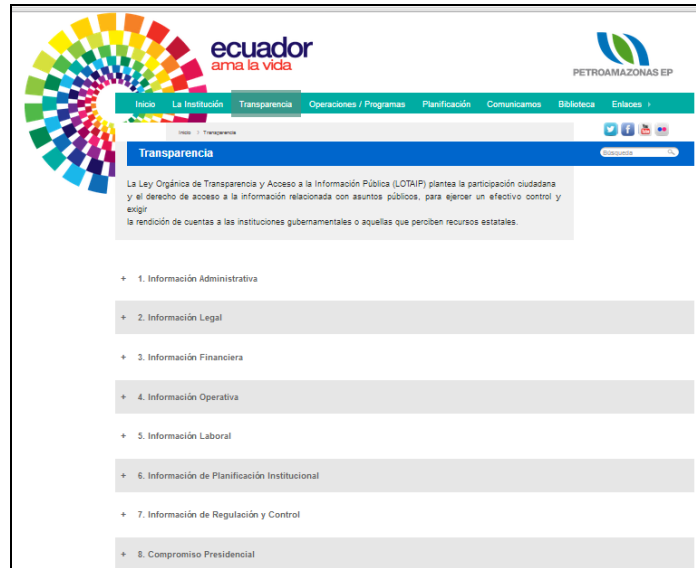 ecuador
ama la vida
PETROAMAZONAS EP
Inicio La Institución Transparencia Operaciones / Programas Planificación Comunicamos Biblioteca Enlaces ›
Inicio › Transparencia
You Tube
Transparencia
Búsqueda
La Ley Orgánica de Transparencia y Acceso a la Información Pública (LOTAIP) plantea la participación ciudadana
y el derecho de acceso a la información relacionada con asuntos públicos, para ejercer un efectivo control y
exigir
la rendición de cuentas a las instituciones gubernamentales o aquellas que perciben recursos estatales.
+ 1. Información Administrativa
+ 2. Información Legal
+ 3. Información Financiera
+ 4. Información Operativa
+ 5. Información Laboral
+ 6. Información de Planificación Institucional
+ 7. Información de Regulación y Control
+ 8. Compromiso Presidencial